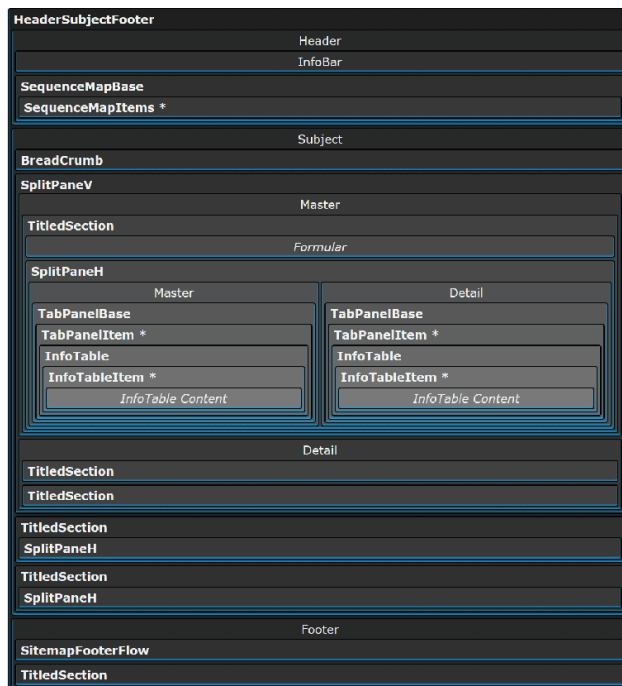 HeaderSubjectFooter
Header
InfoBar
SequenceMapBase
SequenceMapItems *
Subject
BreadCrumb
SplitPaneV
Master
TitledSection
Formular
SplitPaneH
Master Detail
TabPanelBase TabPanelBase
TabPanelItem * TabPanelItem *
InfoTable InfoTable
InfoTableItem * InfoTableItem *
InfoTable Content InfoTable Content
Detail
TitledSection
TitledSection
TitledSection
SplitPaneH
TitledSection
SplitPaneH
Footer
SitemapFooterFlow
TitledSection